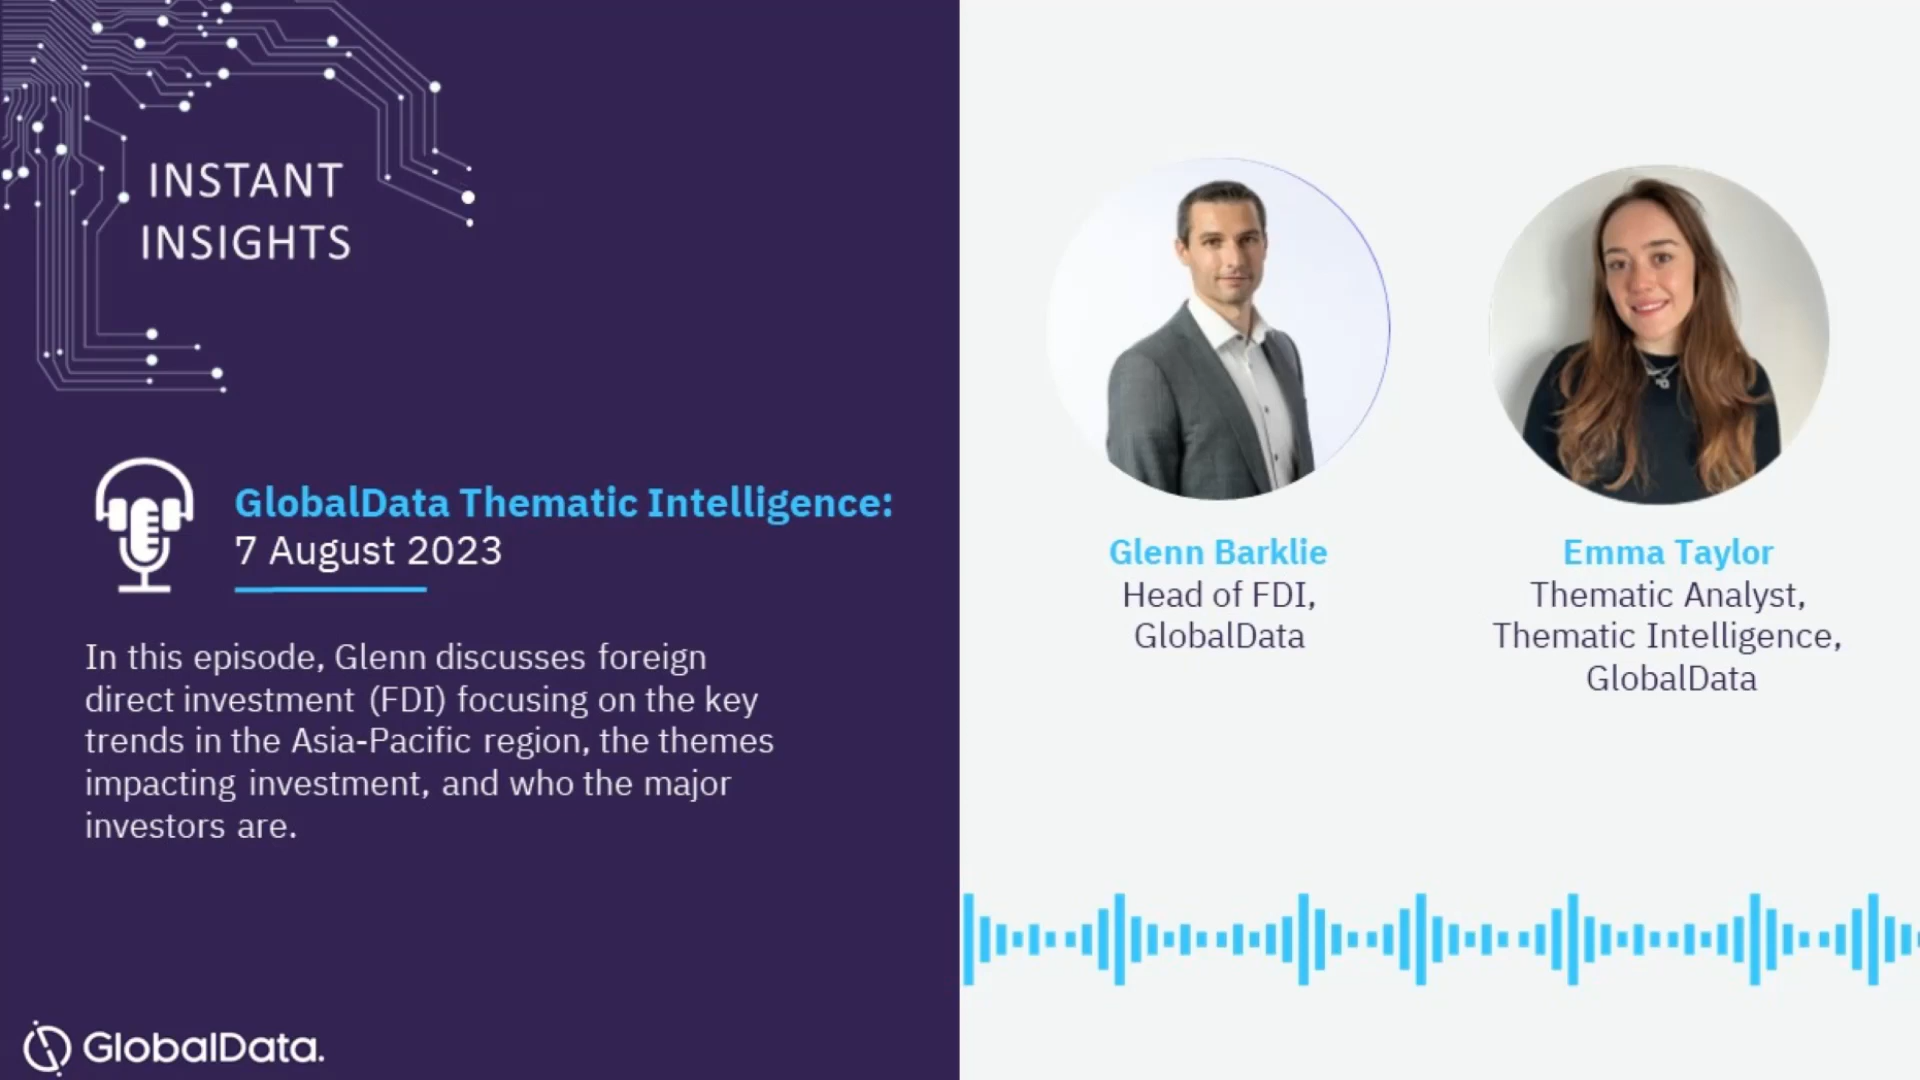 INSTANT
INSIGHTS
GlobalData Thematic Intelligence:
7 August 2023
In this episode, Glenn discusses foreign
direct investment (FDI) focusing on the key
trends in the Asia-Pacific region, the themes
impacting investment, and who the major
investors are.
GlobalData.
Glenn Barklie
Head of FDI,
GlobalData
Emma Taylor
Thematic Analyst,
Thematic Intelligence,
GlobalData